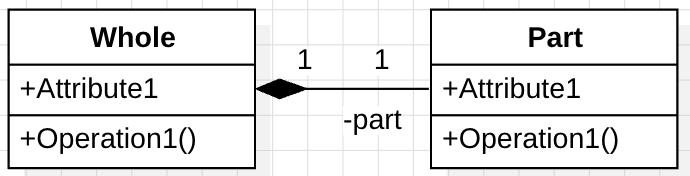 Whole
+Attribute1
+Operation1()
1
1
-part
Part
+Attribute1
+Operation1()